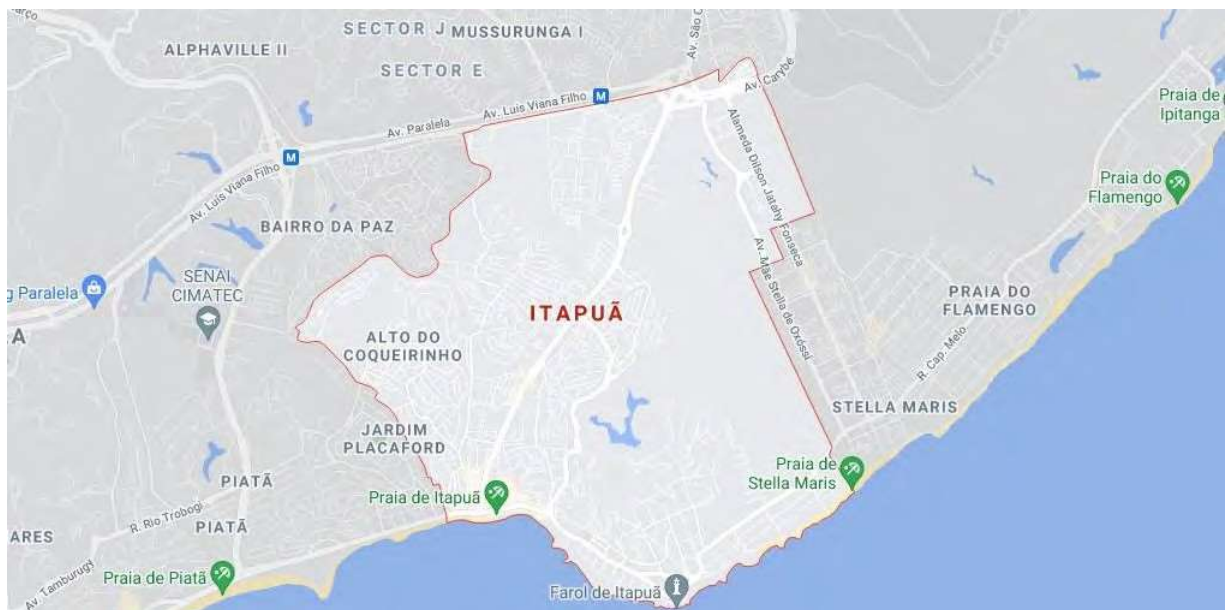 SECTOR J
MUSSURUNGA I
ALPHAVILLE II
SECTOR E
Av. Carybé
Av. Luis Viana Filho
M
Av. Paralela
M
Praia de
Ipitanga
Alameda Dilson Jatahy Fonseca
Praia do
Flamengo
Av. Luis Viana Filho
BAIRRO DA PAZ
SENAI
CIMATEC
g Paralela
Av. Mãe Stella de Oxóssi
PRAIA DO
FLAMENGO
ITAPUÃ
A
ALTO DO
COQUEIRINHO
R. Cap. Melo
STELLA MARIS
JARDIM
PLACAFORD
Praia de
Stella Maris
PIATÃ
Praia de Itapuã
R. Rio Trobogi
PIATÃ
ARES
Av. Tamburugy
Praia de Piatã
Farol de Itapuã